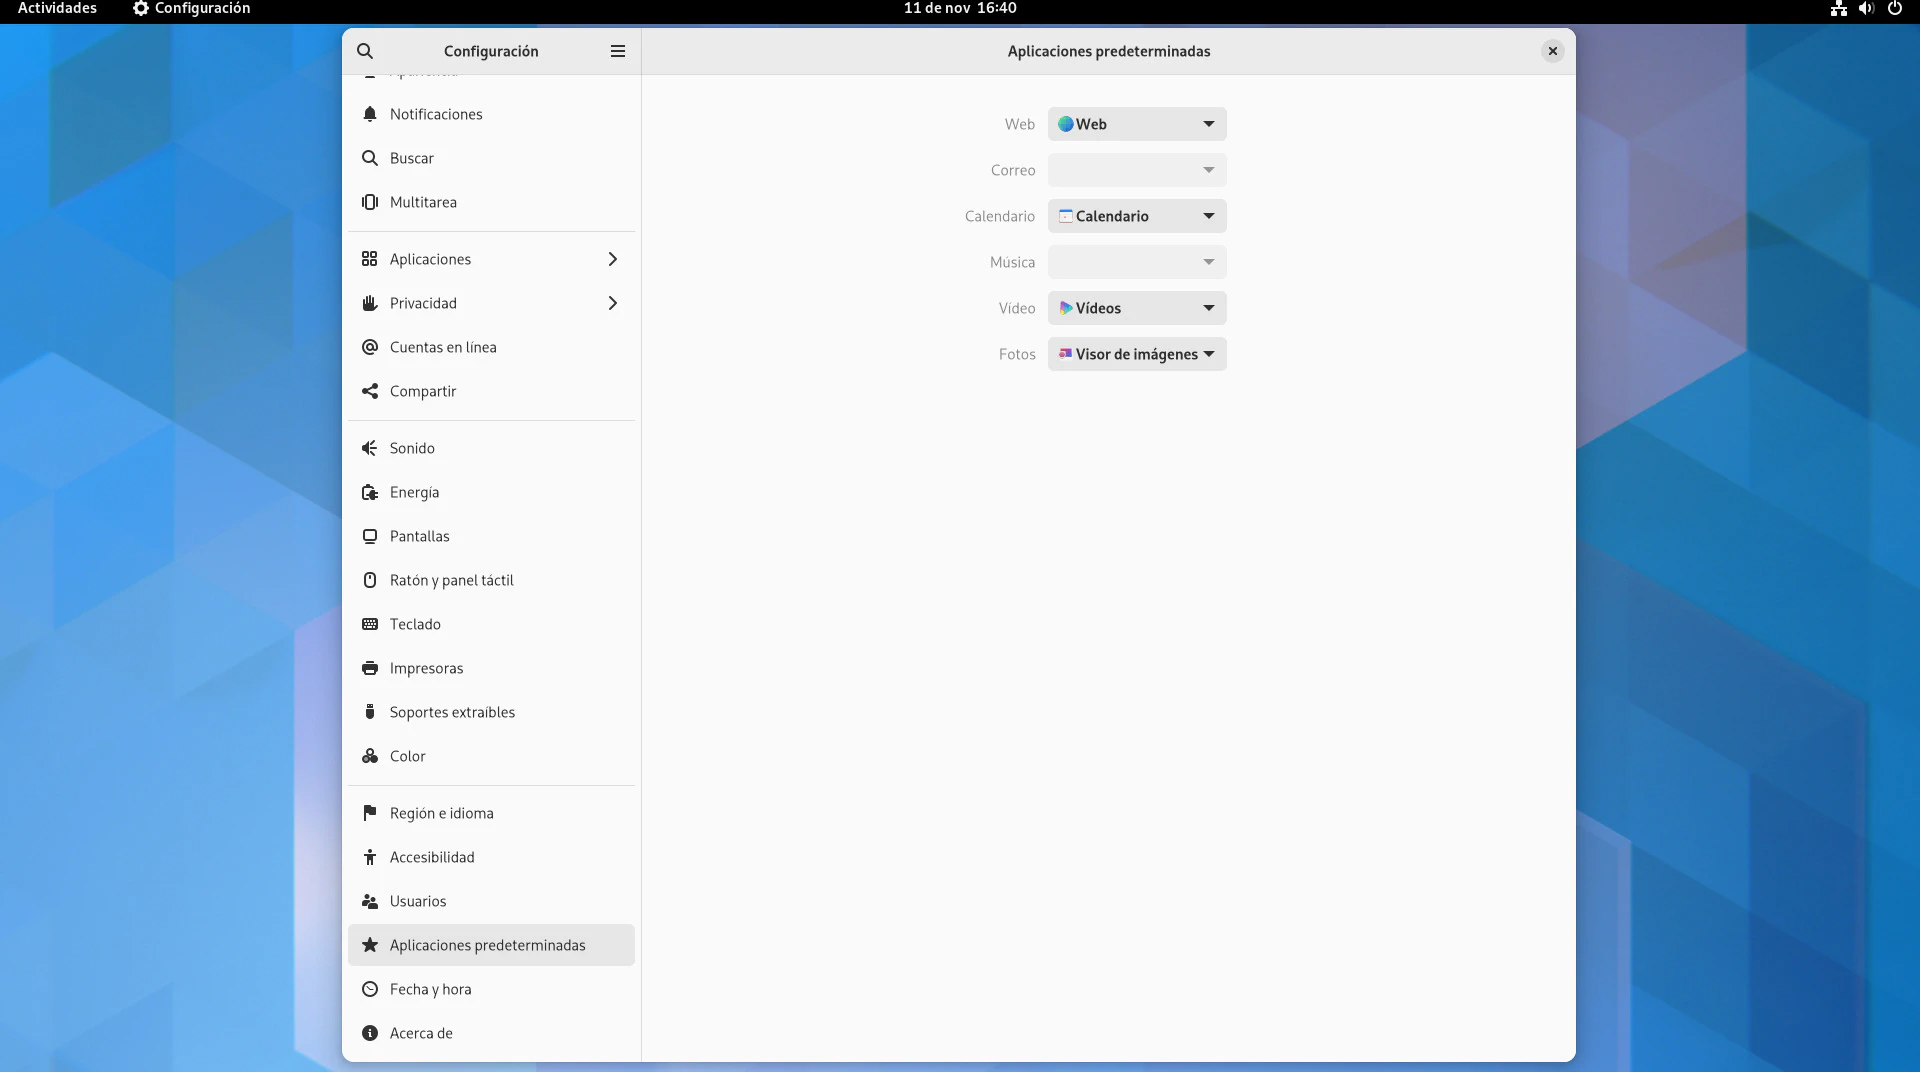 Actividades
Configuración
11 de nov 16:40
Configuración
Aplicaciones predeterminadas
Apariencia
Notificaciones
Buscar
Multitarea
Aplicaciones
Privacidad
Cuentas en línea
Compartir
Sonido
Energía
Pantallas
Ratón y panel táctil
Teclado
Impresoras
Soportes extraíbles
Color
Región e idioma
Accesibilidad
Usuarios
Aplicaciones predeterminadas
Fecha y hora
Acerca de
Web Web
Correo
Calendario Calendario
Música
Vídeo Vídeos
Fotos Visor de imágenes